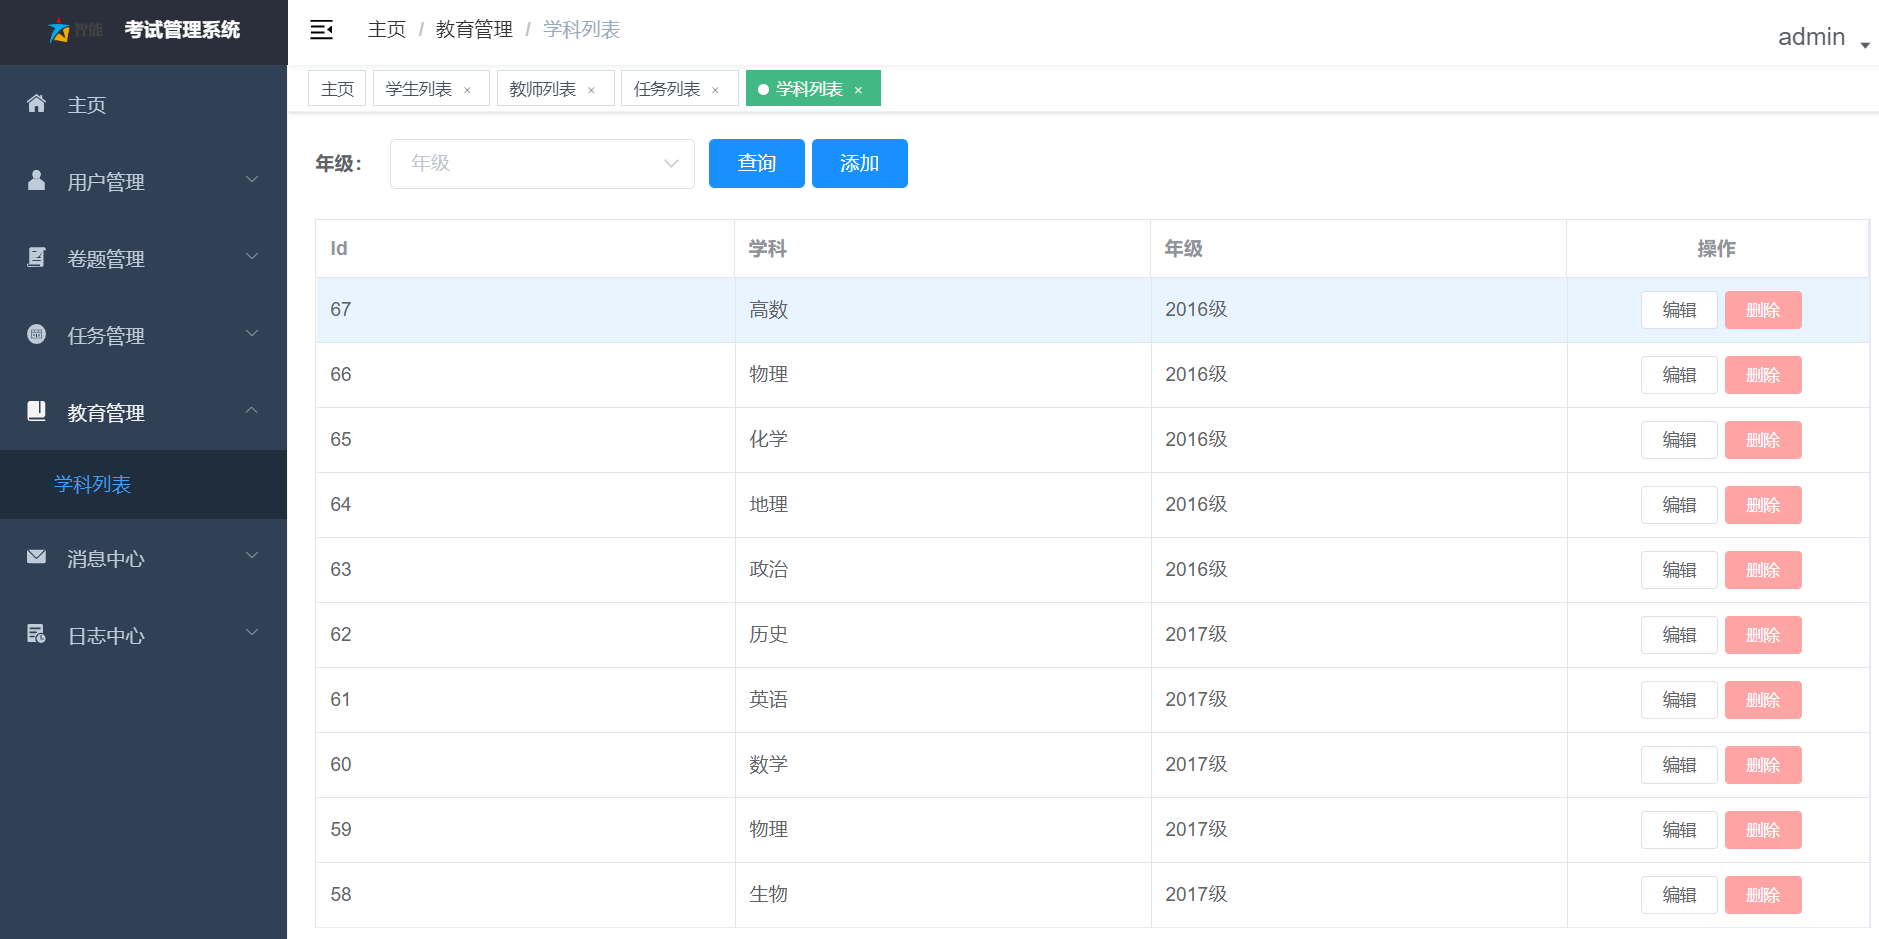 智能 考试管理系统
主页
用户管理
卷题管理
任务管理
教育管理
学科列表
消息中心
日志中心
主页 / 教育管理 / 学科列表
admin
主页 学生列表 × 教师列表 × 任务列表 × 学科列表 ×
年级： 年级 查询 添加
Id 学科 年级 操作
67 高数 2016级 编辑 删除
66 物理 2016级 编辑 删除
65 化学 2016级 编辑 删除
64 地理 2016级 编辑 删除
63 政治 2016级 编辑 删除
62 历史 2017级 编辑 删除
61 英语 2017级 编辑 删除
60 数学 2017级 编辑 删除
59 物理 2017级 编辑 删除
58 生物 2017级 编辑 删除